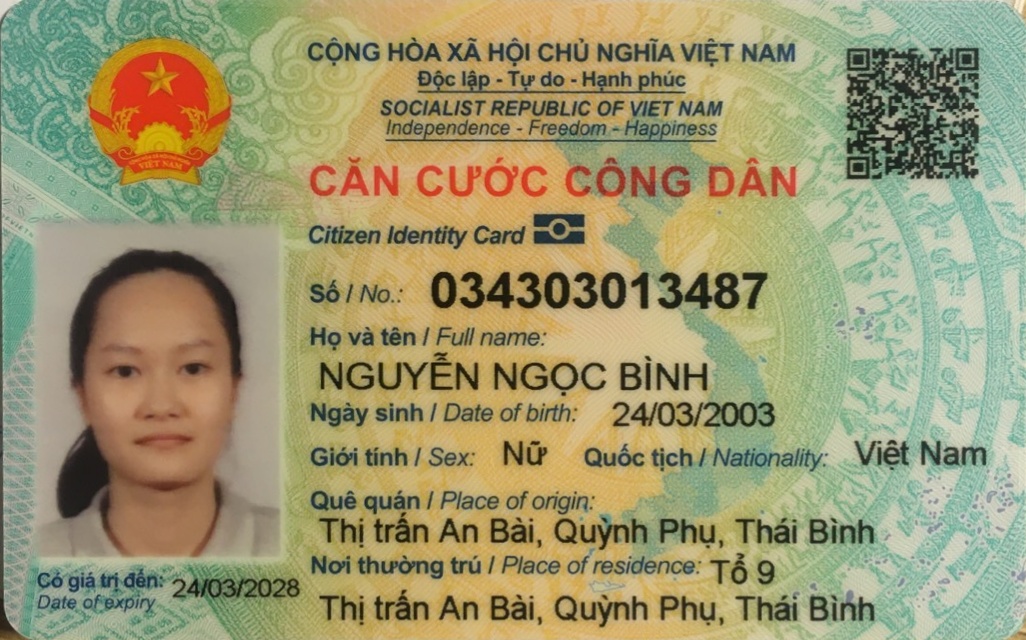 CỘNG HÒA XÃ HỘI CHỦ NGHĨA VIỆT NAM
Độc lập - Tự do - Hạnh phúc
SOCIALIST REPUBLIC OF VIET NAM
Independence - Freedom - Happiness
CĂN CƯỚC CÔNG DÂN
Citizen Identity Card
Số / No.: 034303013487
Họ và tên / Full name:
NGUYỄN NGỌC BÌNH
Ngày sinh / Date of birth: 24/03/2003
Giới tính / Sex: Nữ Quốc tịch / Nationality: Việt Nam
Quê quán / Place of origin:
Thị trấn An Bài, Quỳnh Phụ, Thái Bình
Nơi thường trú / Place of residence: Tổ 9
Thị trấn An Bài, Quỳnh Phụ, Thái Bình
Có giá trị đến: 24/03/2028
Date of expiry
VIỆT NAM